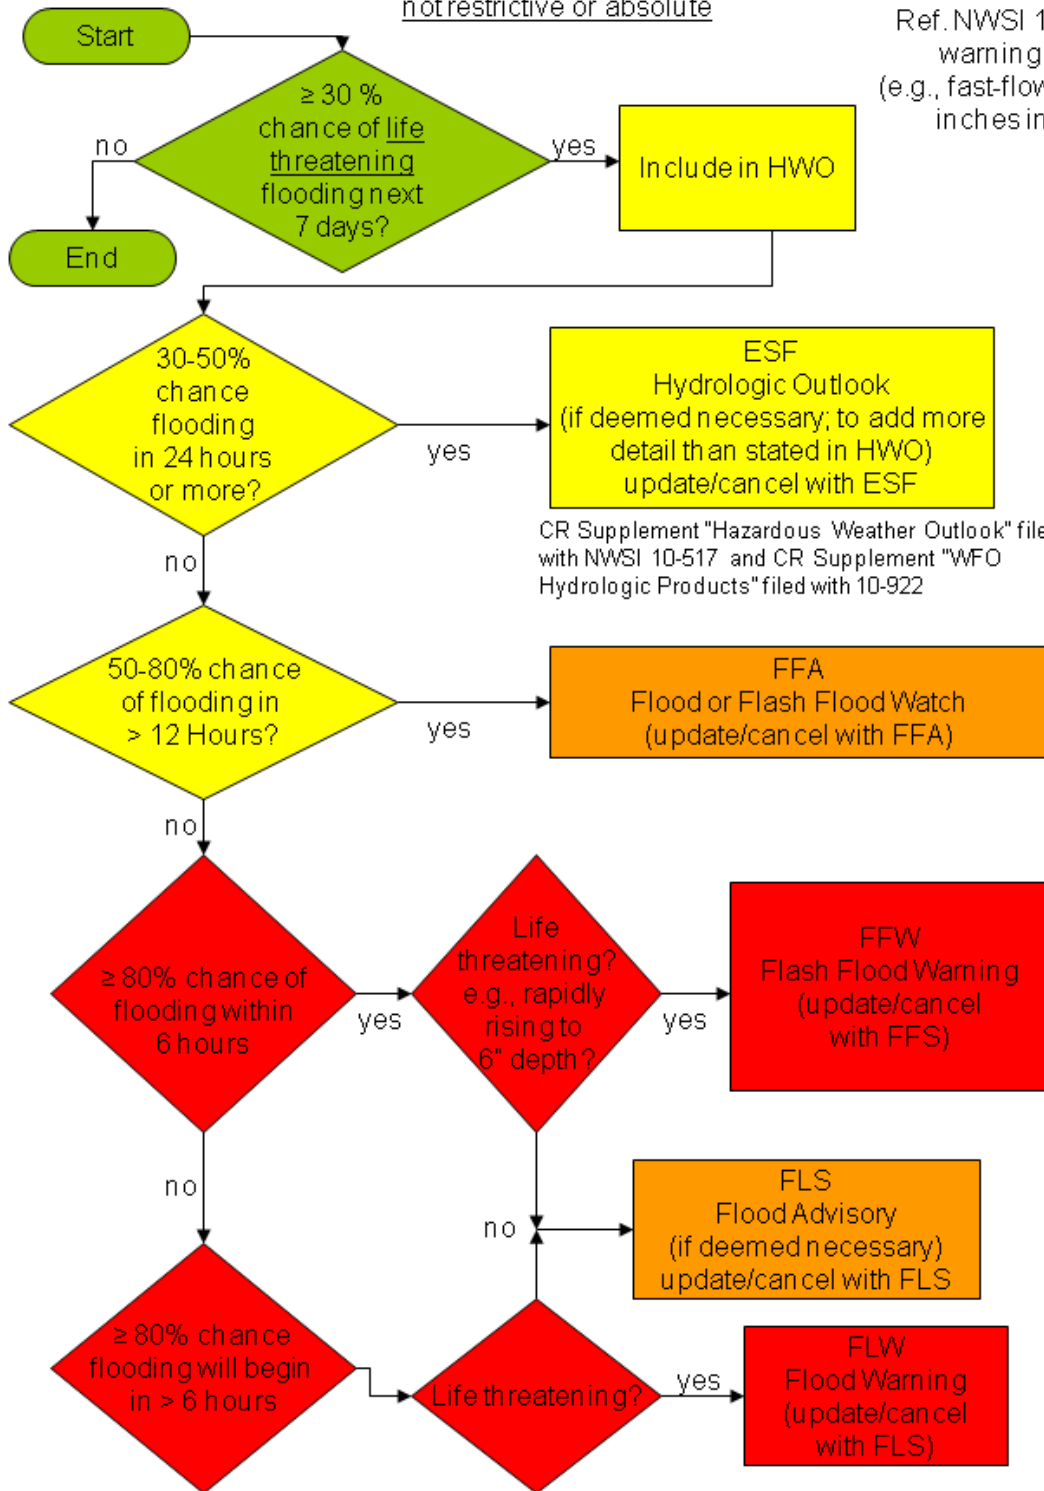 not restrictive or absolute
Start
Ref. NWSI 1
warning
(e.g., fast-flow
inches in
≥ 30 %
chance of life
threatening
flooding next
7 days?
no
yes
Include in HWO
End
30-50%
chance
flooding
in 24 hours
or more?
yes
ESF
Hydrologic Outlook
(if deemed necessary; to add more
detail than stated in HWO)
update/cancel with ESF
CR Supplement "Hazardous Weather Outlook" file
with NWSI 10-517 and CR Supplement "WFO
Hydrologic Products" filed with 10-922
no
50-80% chance
of flooding in
> 12 Hours?
yes
FFA
Flood or Flash Flood Watch
(update/cancel with FFA)
no
≥ 80% chance of
flooding within
6 hours
yes
Life
threatening?
e.g., rapidly
rising to
6" depth?
yes
FFW
Flash Flood Warning
(update/cancel
with FFS)
no
no
FLS
Flood Advisory
(if deemed necessary)
update/cancel with FLS
≥ 80% chance
flooding will begin
in > 6 hours
Life threatening?
yes
FLW
Flood Warning
(update/cancel
with FLS)